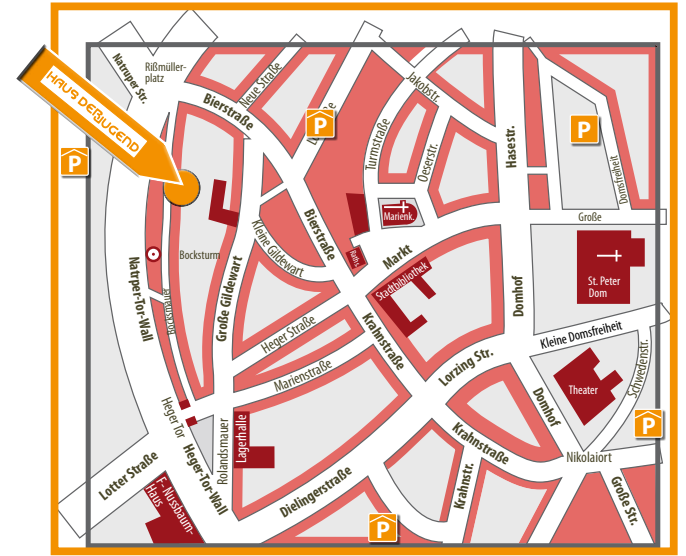 Natruper Str.
Rißmüller-
platz
HAUS DER JUGEND
Bierstraße
Neue Straße
P
P
P
Jakobstr.
Turmstraße
Oeserstr.
Hasestr.
Domsfreiheit
Große
Marienk.
Bierstraße
Kleine Gildewart
Bocksturm
Große Gildewart
Natrper-Tor-Wall
Bocksmauer
Raths.
Markt
Stadtbibliothek
Domhof
St. Peter
Dom
Kleine Domsfreiheit
Schwedenstr.
Theater
Heger Straße
Krahnstraße
Marienstraße
Lorzing Str.
Domhof
Heger Tor
Heger-Tor-Wall
Rolandsmauer
Lagerhalle
Krahnstraße
Nikolaiort
P
Lotter Straße
F.- Nussbaum-
Haus
Dielingerstraße
Krahnstr.
Große Str.
P